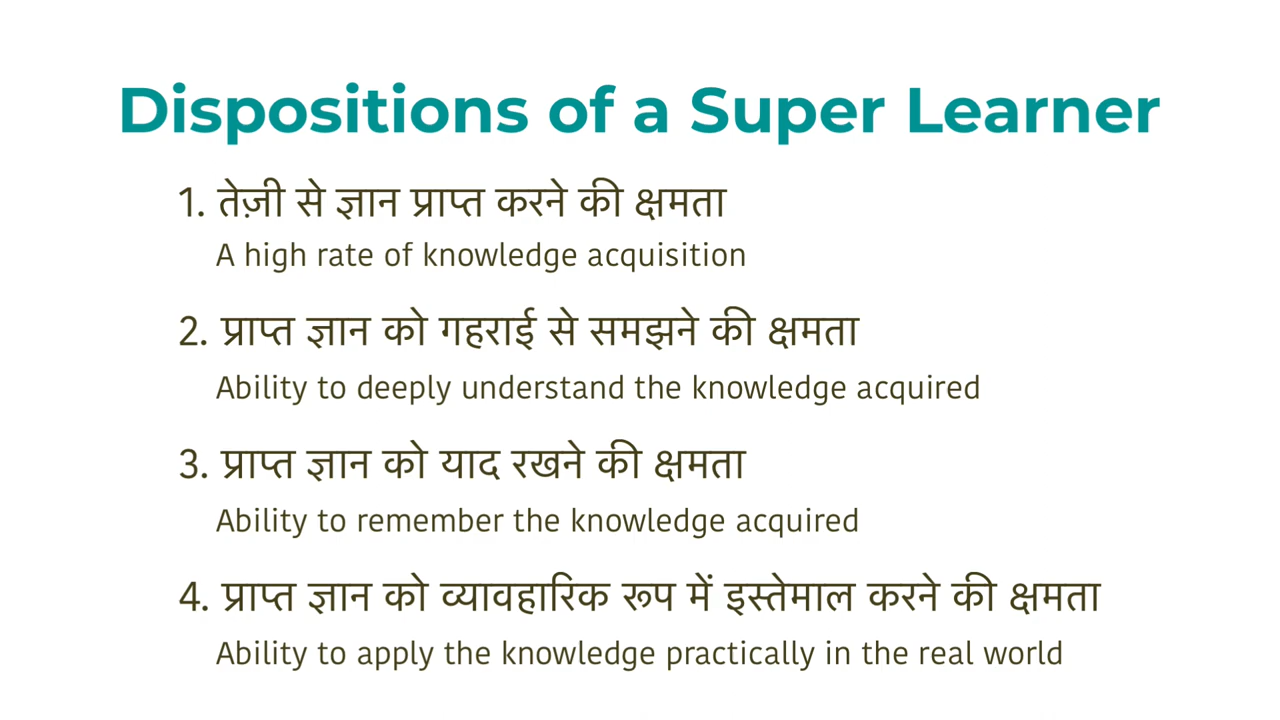 Dispositions of a Super Learner
1. तेज़ी से ज्ञान प्राप्त करने की क्षमता
A high rate of knowledge acquisition
2. प्राप्त ज्ञान को गहराई से समझने की क्षमता
Ability to deeply understand the knowledge acquired
3. प्राप्त ज्ञान को याद रखने की क्षमता
Ability to remember the knowledge acquired
4. प्राप्त ज्ञान को व्यावहारिक रूप में इस्तेमाल करने की क्षमता
Ability to apply the knowledge practically in the real world